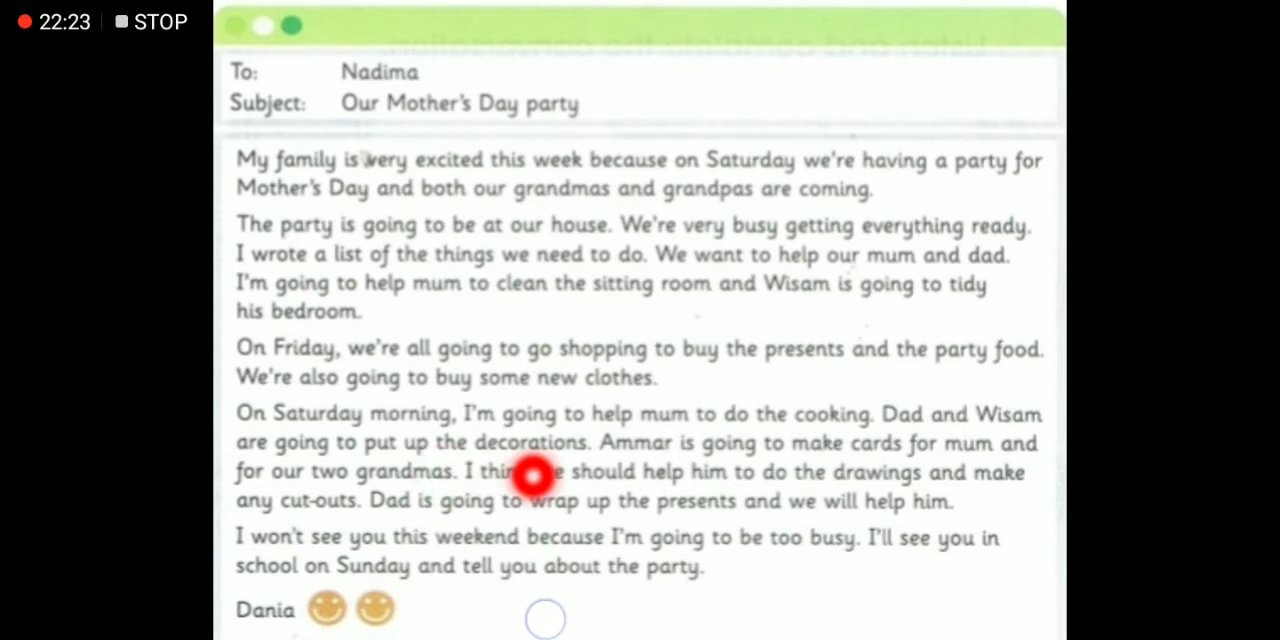 22:23 STOP
To: Nadima
Subject: Our Mother's Day party
My family is very excited this week because on Saturday we're having a party for
Mother's Day and both our grandmas and grandpas are coming.
The party is going to be at our house. We're very busy getting everything ready.
I wrote a list of the things we need to do. We want to help our mum and dad.
I'm going to help mum to clean the sitting room and Wisam is going to tidy
his bedroom.
On Friday, we're all going to go shopping to buy the presents and the party food.
We're also going to buy some new clothes.
On Saturday morning, I'm going to help mum to do the cooking. Dad and Wisam
are going to put up the decorations. Ammar is going to make cards for mum and
for our two grandmas. I should help him to do the drawings and make
any cut-outs. Dad is going to wrap up the presents and we will help him.
I won't see you this weekend because I'm going to be too busy. I'll see you in
school on Sunday and tell you about the party.
Dania